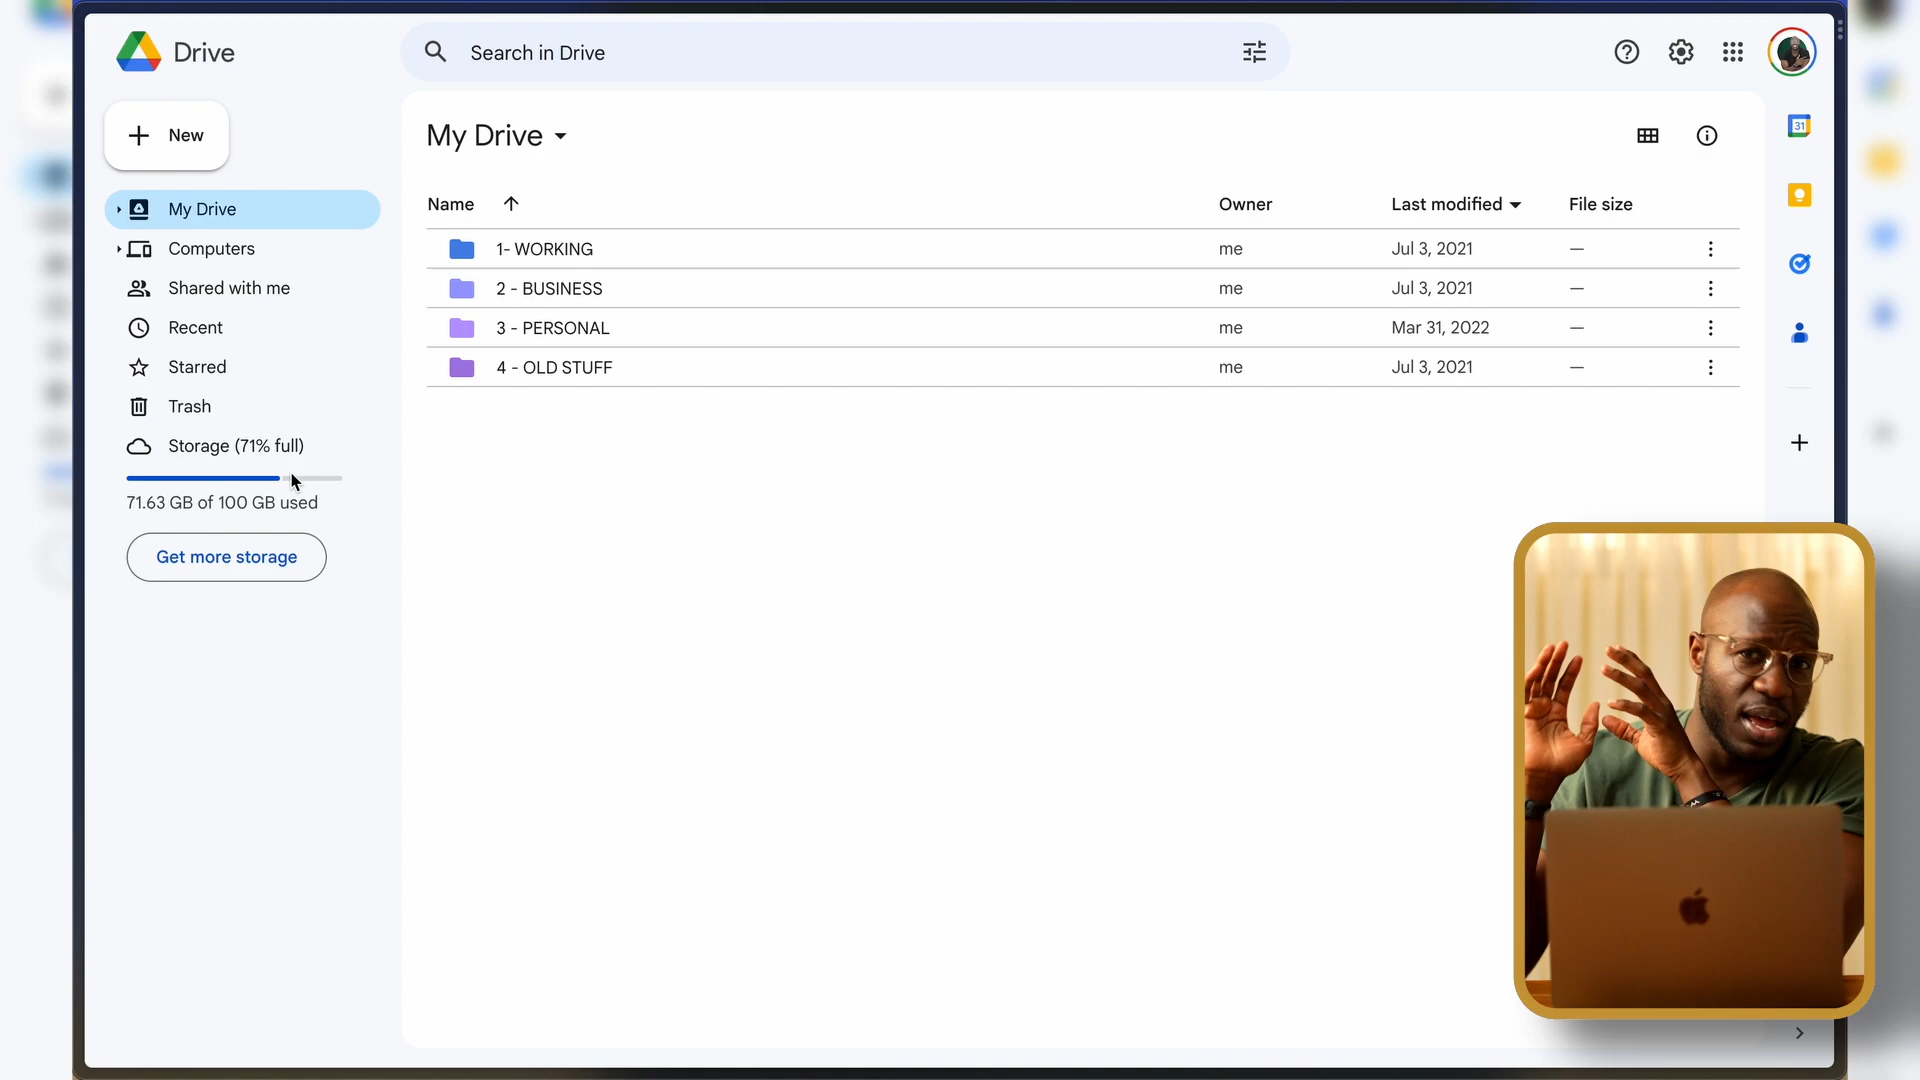 Drive
Search in Drive
New
My Drive
Computers
Shared with me
Recent
Starred
Trash
Storage (71% full)
71.63 GB of 100 GB used
Get more storage
My Drive
Name Owner Last modified File size
1- WORKING me Jul 3, 2021 —
2 - BUSINESS me Jul 3, 2021 —
3 - PERSONAL me Mar 31, 2022 —
4 - OLD STUFF me Jul 3, 2021 —
31